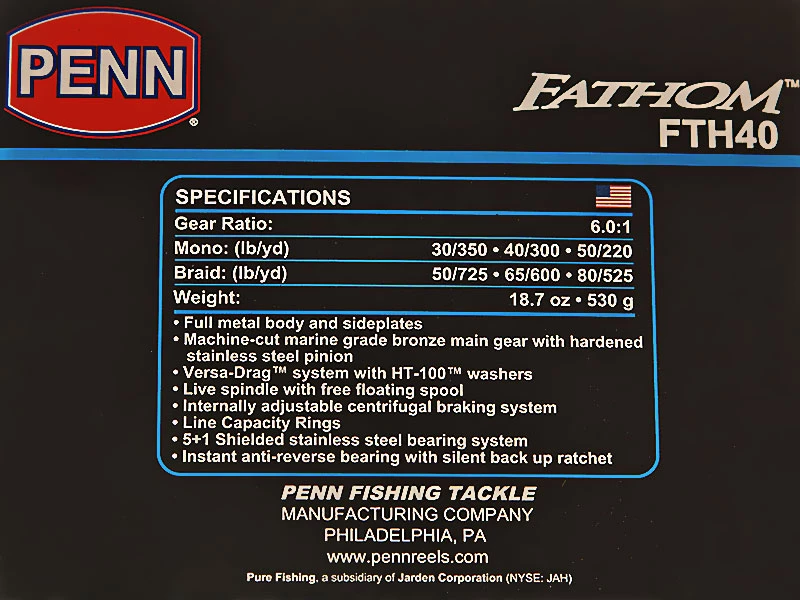 PENN®
FATHOM™
FTH40
SPECIFICATIONS
Gear Ratio: 6.0:1
Mono: (lb/yd) 30/350 • 40/300 • 50/220
Braid: (lb/yd) 50/725 • 65/600 • 80/525
Weight: 18.7 oz • 530 g
• Full metal body and sideplates
• Machine-cut marine grade bronze main gear with hardened
stainless steel pinion
• Versa-Drag™ system with HT-100™ washers
• Live spindle with free floating spool
• Internally adjustable centrifugal braking system
• Line Capacity Rings
• 5+1 Shielded stainless steel bearing system
• Instant anti-reverse bearing with silent back up ratchet
PENN FISHING TACKLE
MANUFACTURING COMPANY
PHILADELPHIA, PA
www.pennreels.com
Pure Fishing, a subsidiary of Jarden Corporation (NYSE: JAH)